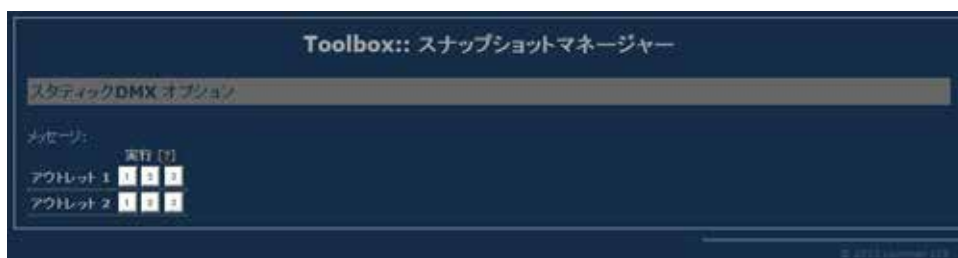 Toolbox:: スナップショットマネージャー
スタティックDMX オプション
メッセージ:
実行 [?]
アウトレット 1 1 2 3
アウトレット 2 1 2 3